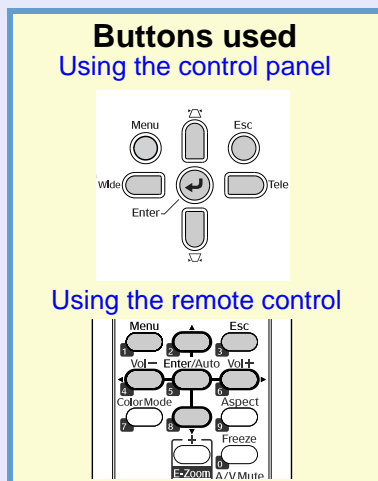 Buttons used
Using the control panel
Menu
Esc
Wide
Tele
Enter
Using the remote control
Menu
Esc
1
2
3
Vol−
Enter/Auto
Vol+
4
5
6
ColorMode
Aspect
7
8
9
+
Freeze
0
E-Zoom
A/V Mute